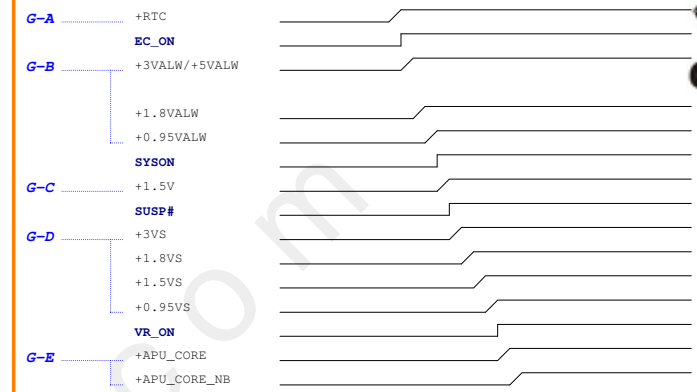 G-A +RTC
EC_ON
G-B +3VALW/+5VALW
+1.8VALW
+0.95VALW
SYSON
G-C +1.5V
SUSP#
G-D +3VS
+1.8VS
+1.5VS
+0.95VS
VR_ON
G-E +APU_CORE
+APU_CORE_NB
com